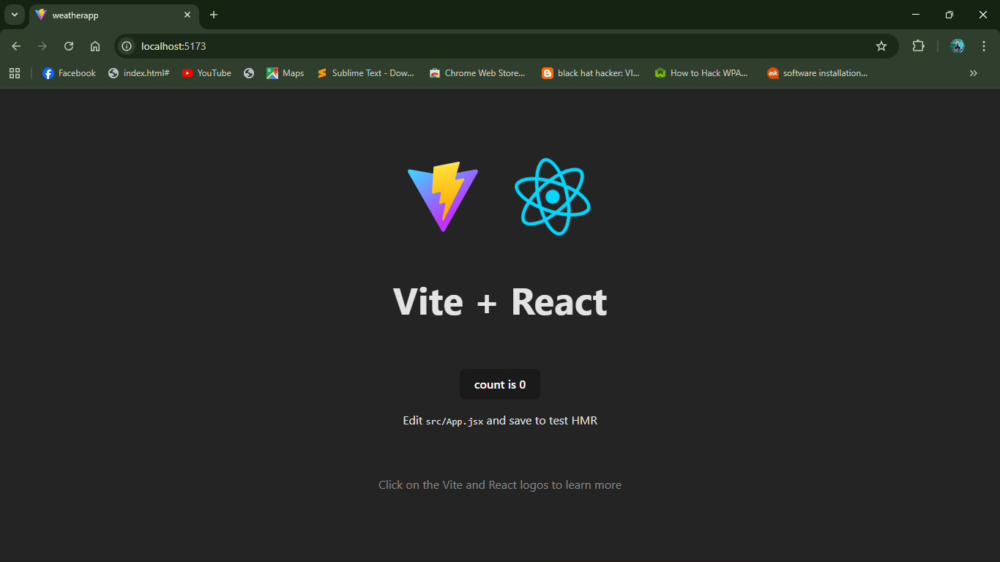 weatherapp
localhost:5173
Facebook
index.html#
YouTube
Maps
Sublime Text - Dow...
Chrome Web Store...
black hat hacker: VI...
How to Hack WPA...
ask software installation...
Vite + React
count is 0
Edit src/App.jsx and save to test HMR
Click on the Vite and React logos to learn more